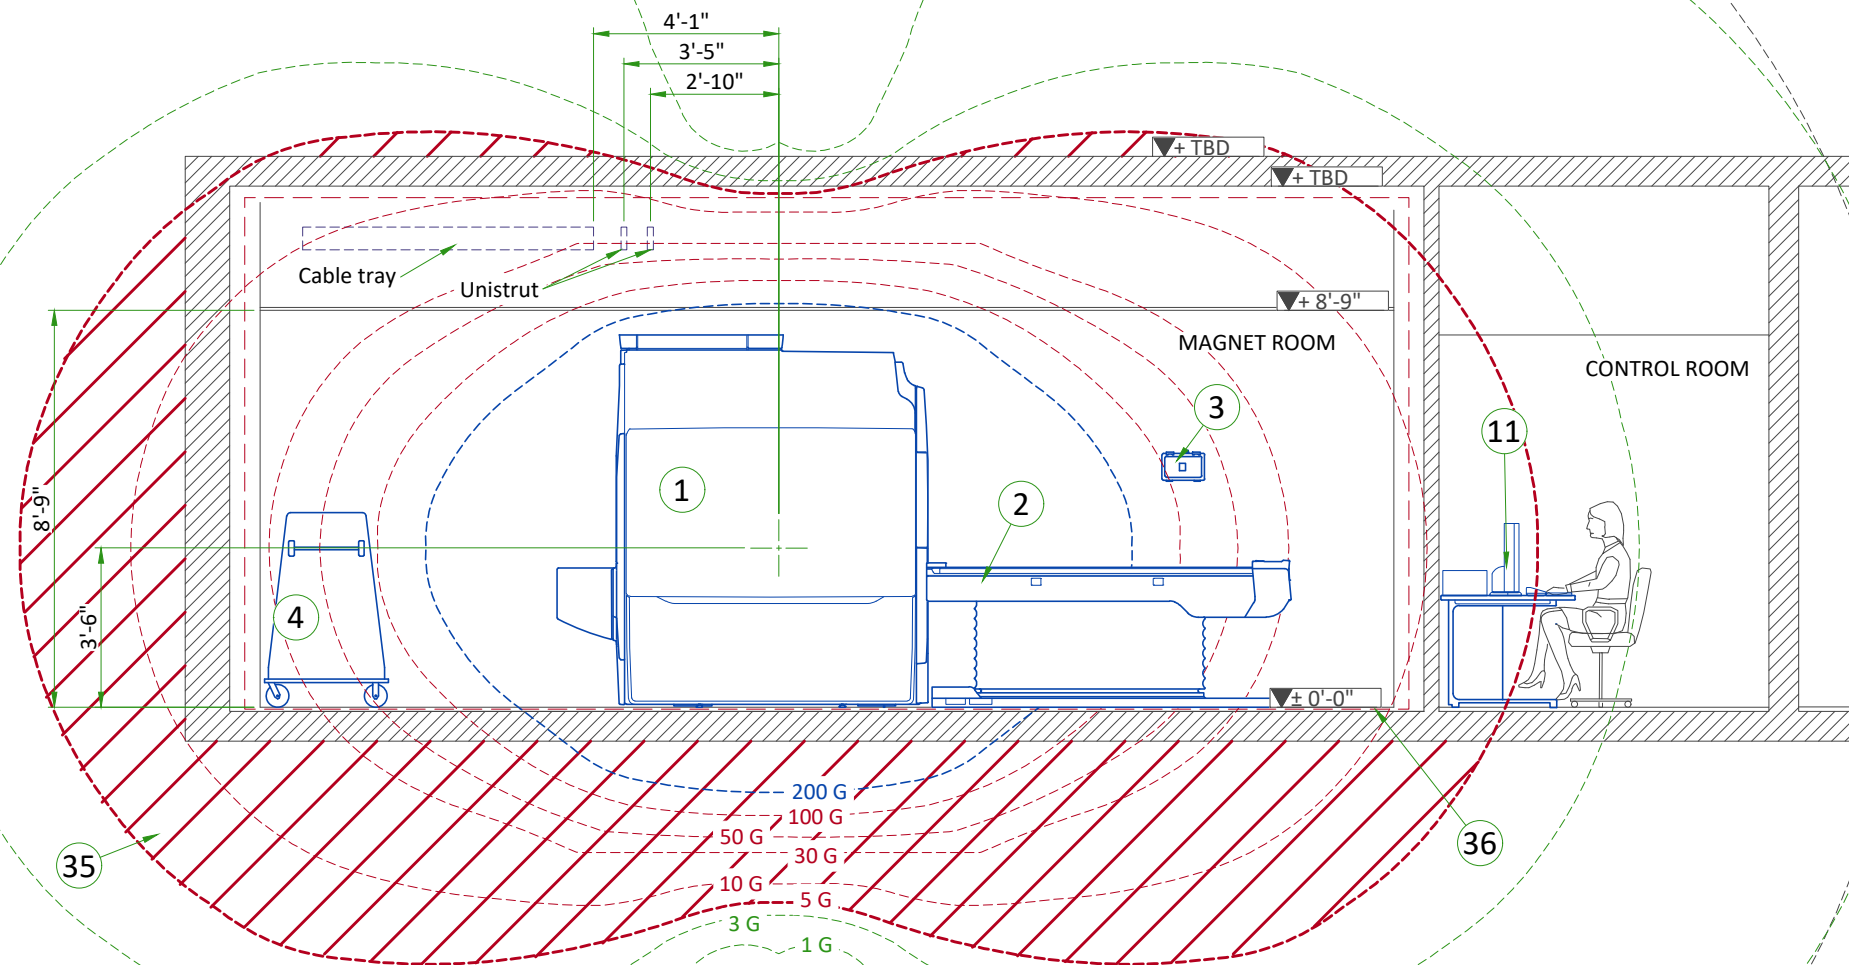 4'-1"
3'-5"
2'-10"
+ TBD
+ TBD
Cable tray
Unistrut
+ 8'-9"
MAGNET ROOM
CONTROL ROOM
3
11
1
2
8'-9"
3'-6"
4
± 0'-0"
200 G
100 G
50 G
30 G
10 G
5 G
3 G
1 G
35
36